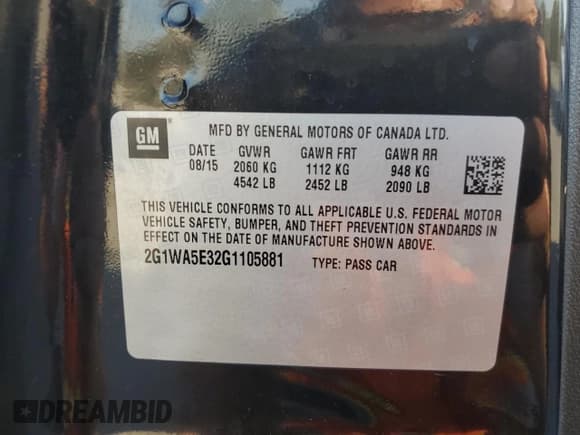 GM
MFD BY GENERAL MOTORS OF CANADA LTD.
DATE GVWR GAWR FRT GAWR RR
08/15 2060 KG 1112 KG 948 KG
4542 LB 2452 LB 2090 LB
THIS VEHICLE CONFORMS TO ALL APPLICABLE U.S. FEDERAL MOTOR
VEHICLE SAFETY, BUMPER, AND THEFT PREVENTION STANDARDS IN
EFFECT ON THE DATE OF MANUFACTURE SHOWN ABOVE.
2G1WA5E32G1105881 TYPE: PASS CAR
DREAMBID